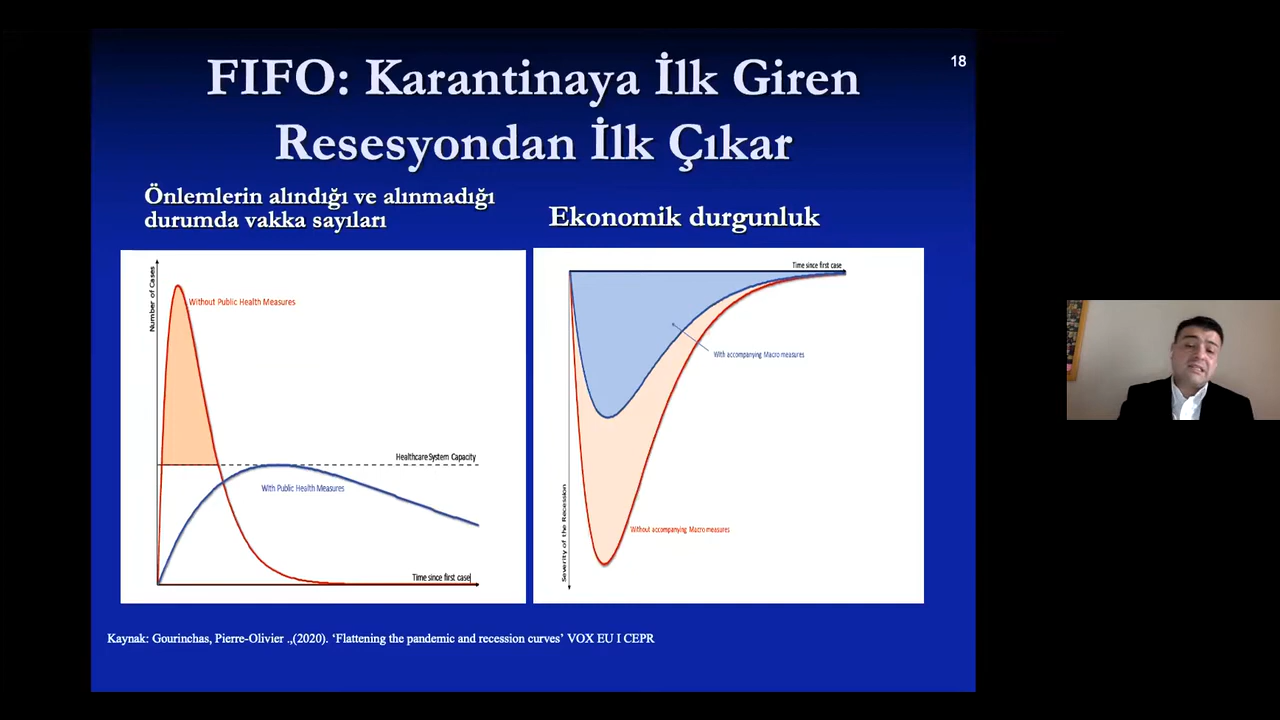 18
FIFO: Karantinaya İlk Giren
Resesyondan İlk Çıkar
Önlemlerin alındığı ve alınmadığı
durumda vakka sayıları
Ekonomik durgunluk
Number of Cases
Without Public Health Measures
Healthcare System Capacity
With Public Health Measures
Time since first case
Time since first case
With accompanying Macro measures
Without accompanying Macro measures
Severity of the Recession
Kaynak: Gourinchas, Pierre-Olivier .,(2020). ‘Flattening the pandemic and recession curves’ VOX EU I CEPR